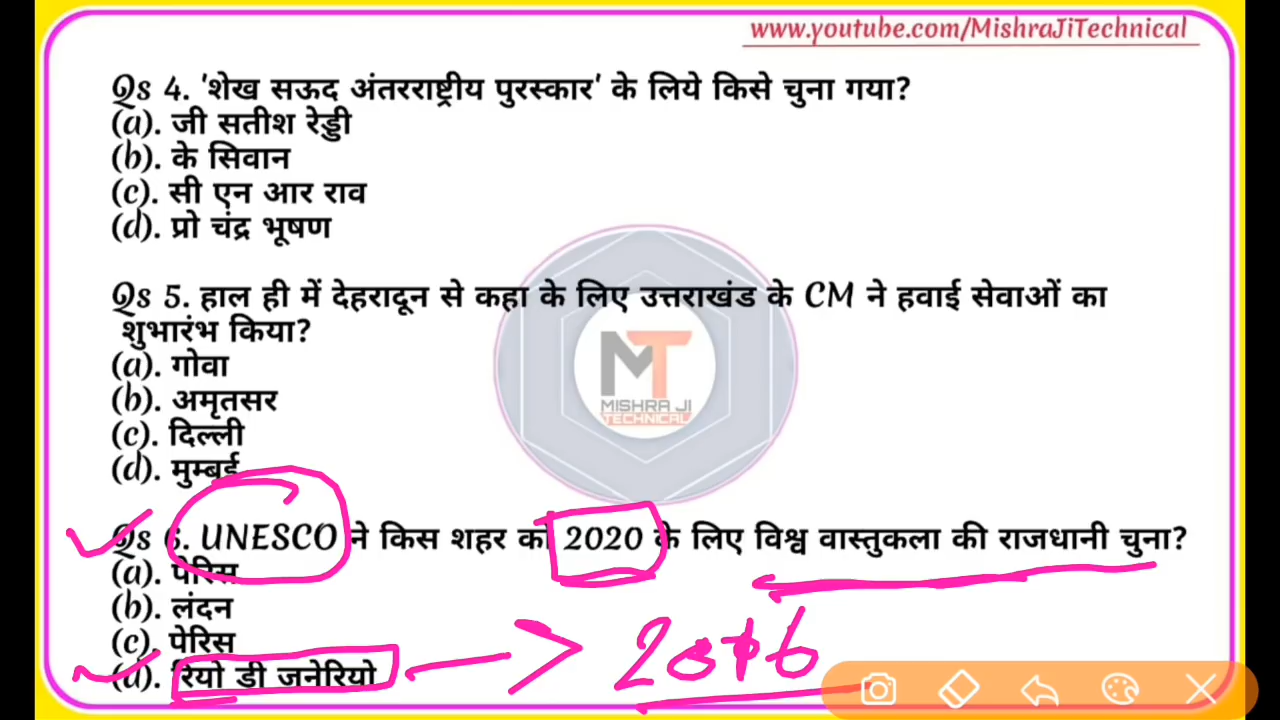 www.youtube.com/MishraJiTechnical
Qs 4. 'शेख सऊद अंतरराष्ट्रीय पुरस्कार' के लिये किसे चुना गया?
(a). जी सतीश रेड्डी
(b). के सिवान
(c). सी एन आर राव
(d). प्रो चंद्र भूषण
Qs 5. हाल ही में देहरादून से कहा के लिए उत्तराखंड के CM ने हवाई सेवाओं का
शुभारंभ किया?
(a). गोवा
(b). अमृतसर
(c). दिल्ली
(d). मुम्बई
MT
MISHRA JI
TECHNICAL
Qs 6. UNESCO ने किस शहर को 2020 के लिए विश्व वास्तुकला की राजधानी चुना?
(a). पेरिस
(b). लंदन
(c). पेरिस
(d). रियो डी जनेरियो
2016